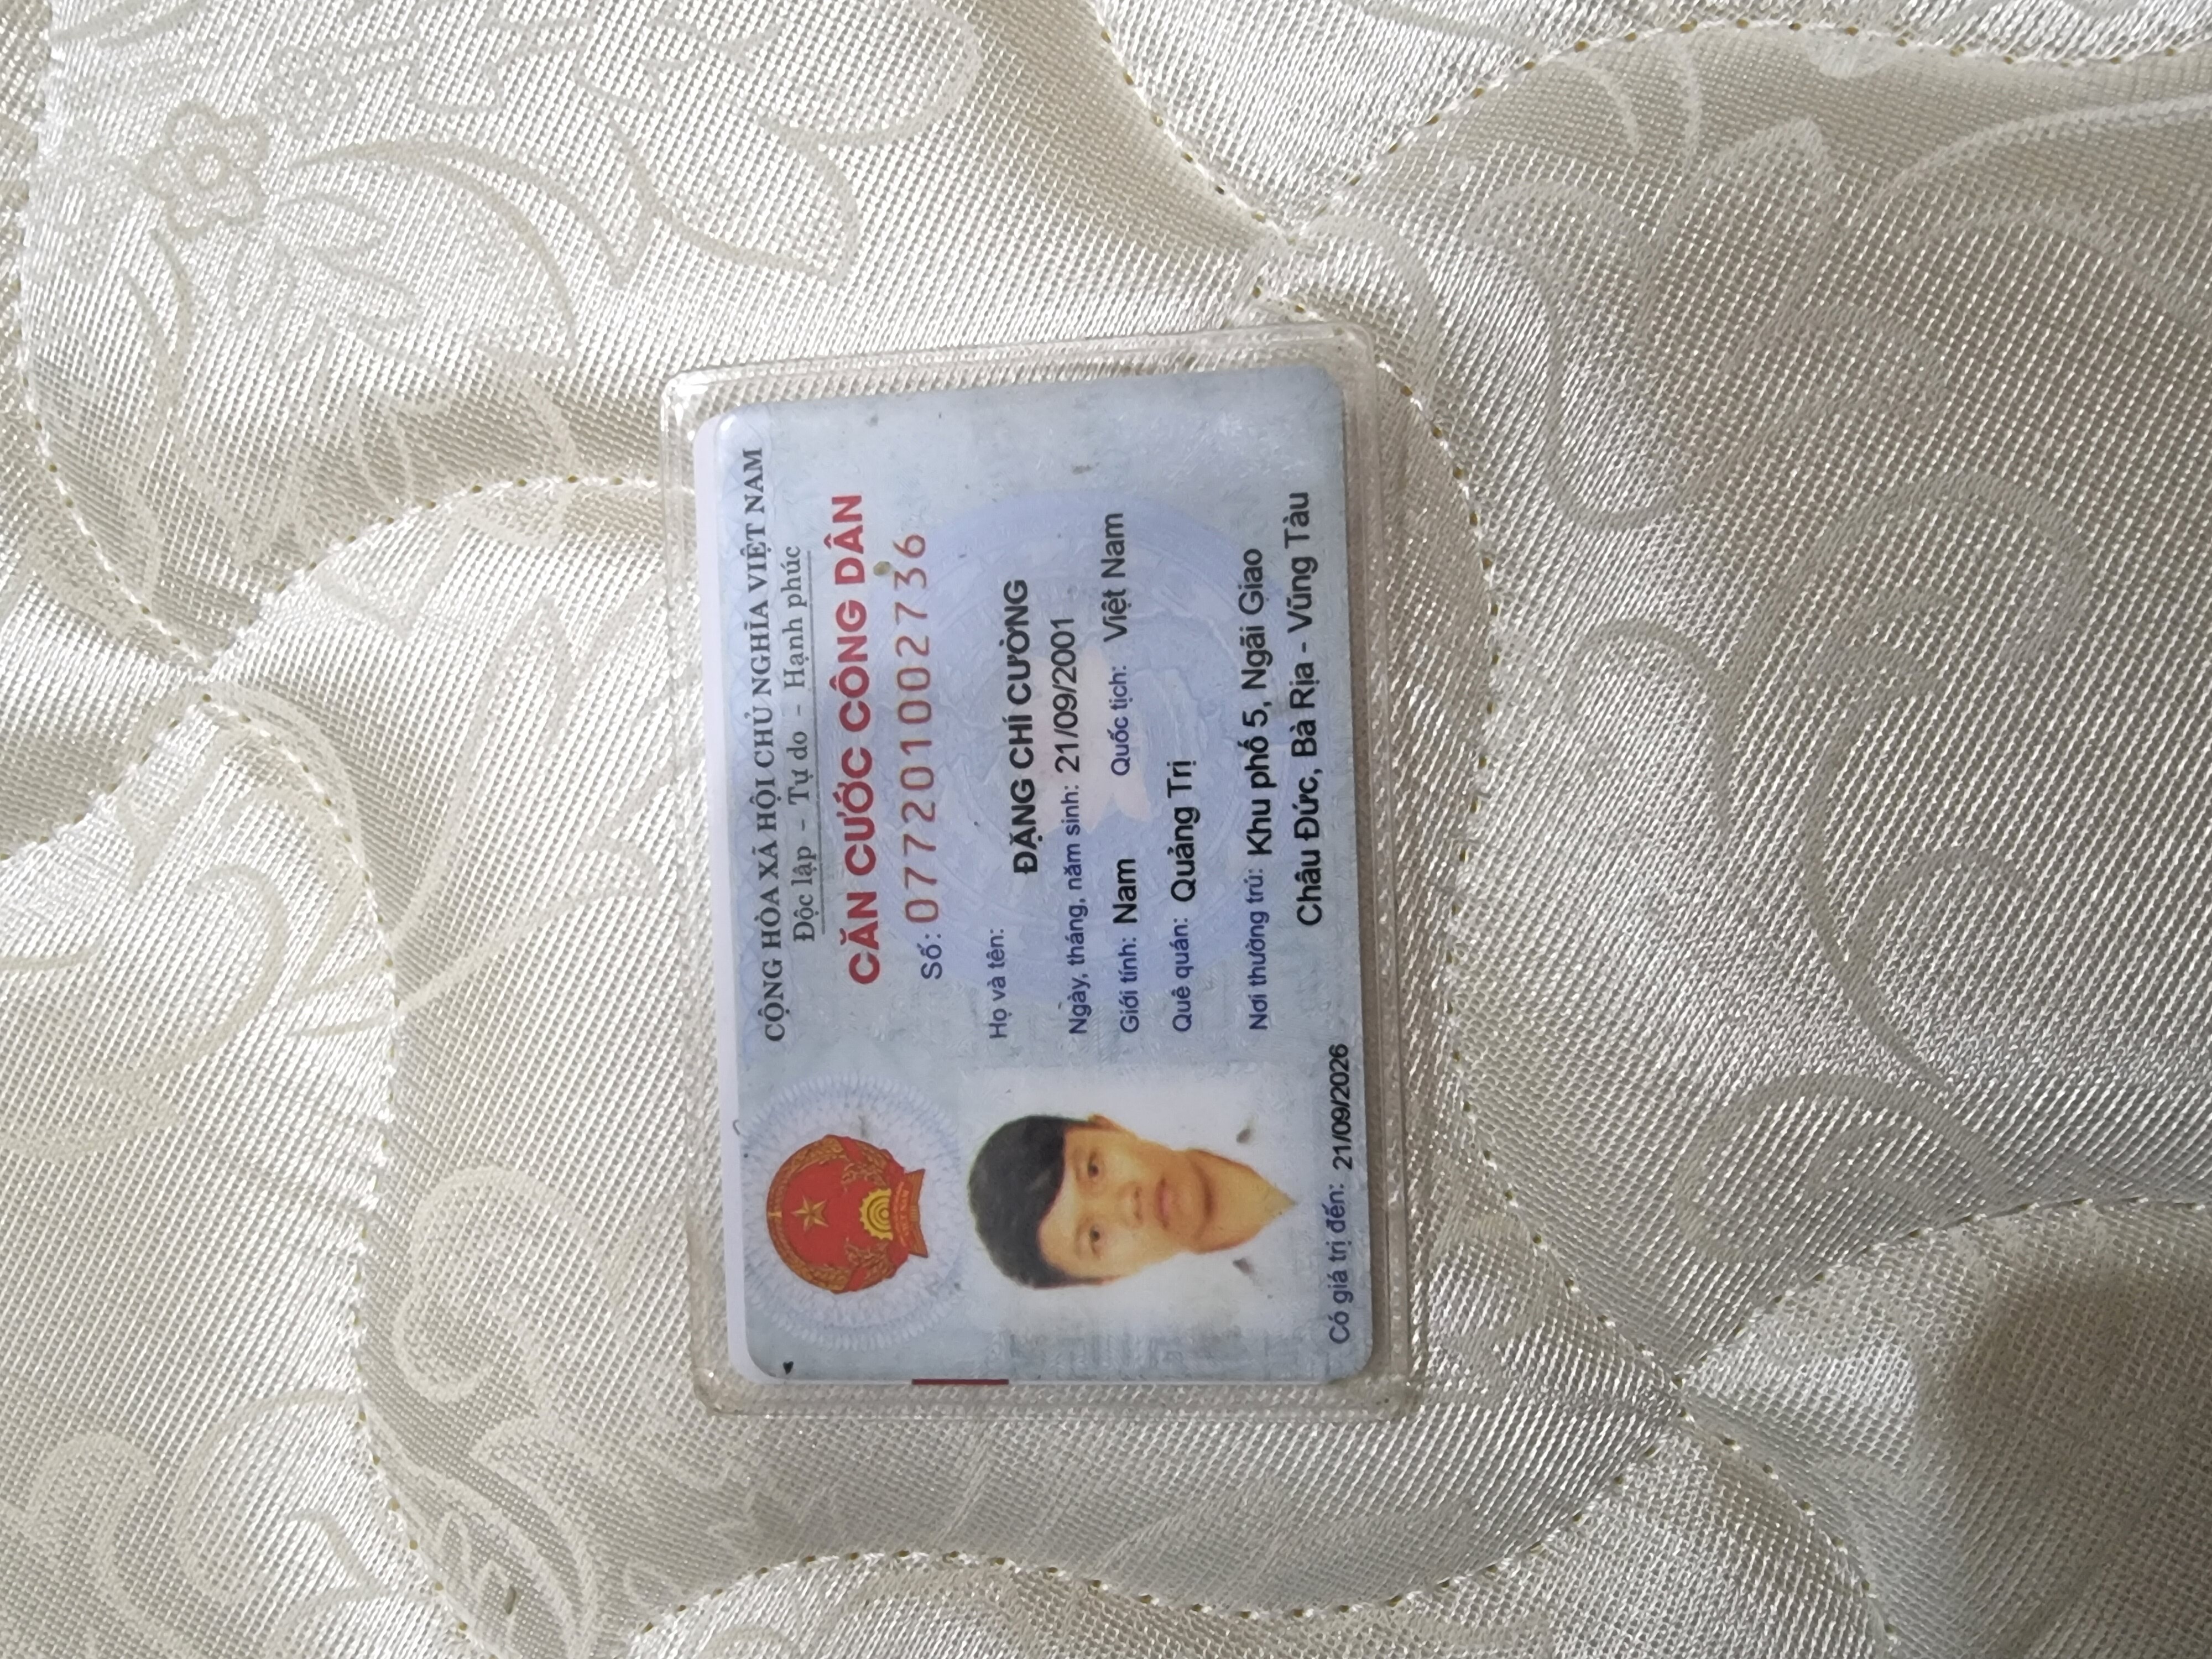 CỘNG HÒA XÃ HỘI CHỦ NGHĨA VIỆT NAM
Độc lập - Tự do - Hạnh phúc
CĂN CƯỚC CÔNG DÂN
Số: 077201002736
Họ và tên:
ĐẶNG CHÍ CƯỜNG
Ngày, tháng, năm sinh: 21/09/2001
Giới tính: Nam Quốc tịch: Việt Nam
Quê quán: Quảng Trị
Nơi thường trú: Khu phố 5, Ngãi Giao
Châu Đức, Bà Rịa - Vũng Tàu
Có giá trị đến: 21/09/2026